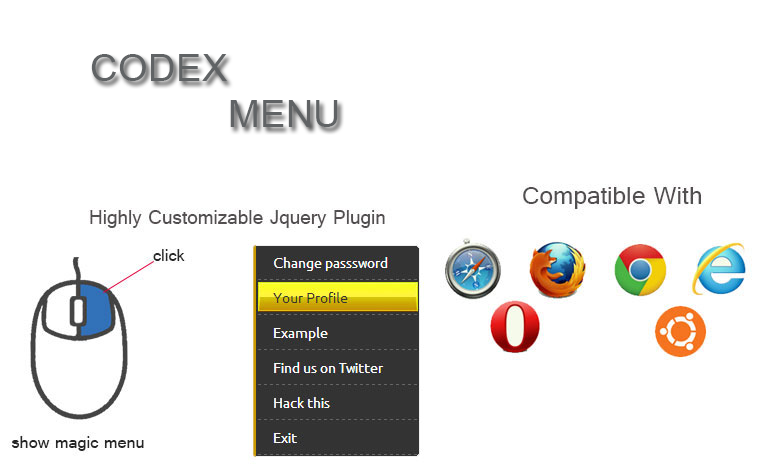 CODEX
MENU
Highly Customizable Jquery Plugin
Compatible With
click
Change passsword
Your Profile
Example
Find us on Twitter
Hack this
Exit
show magic menu